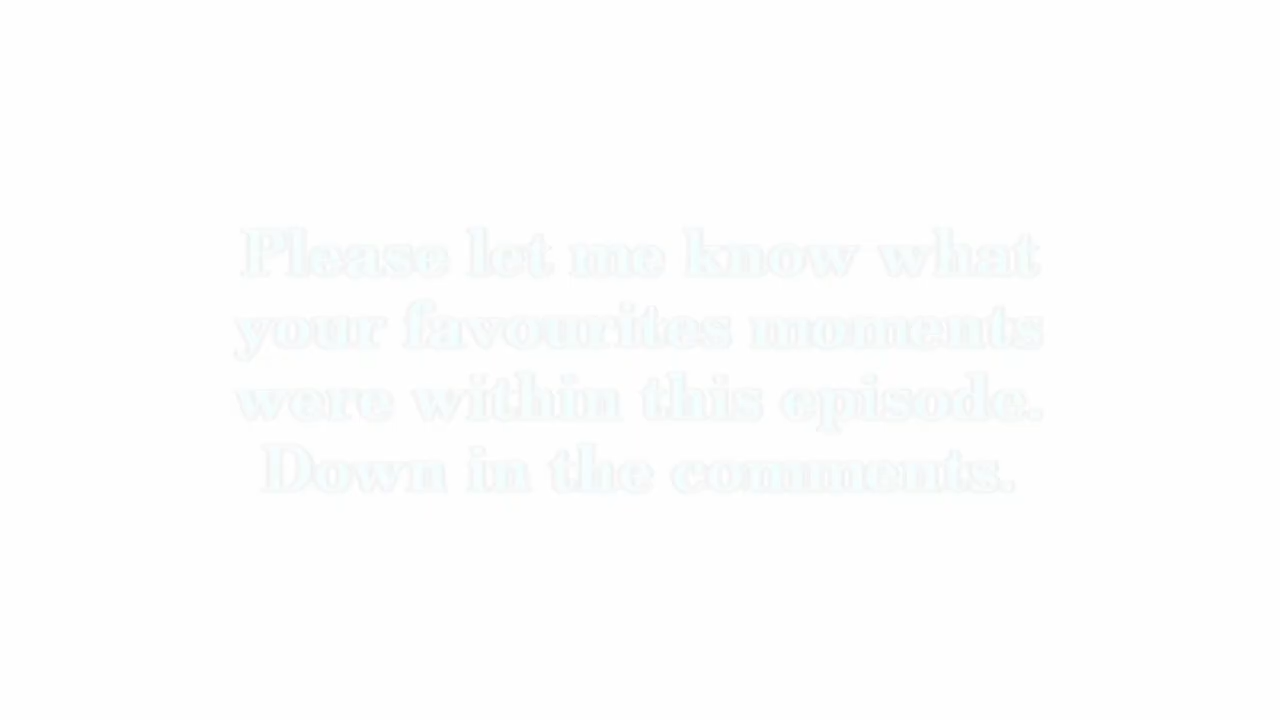 Please let me know what
your favourites moments
were within this episode.
Down in the comments.